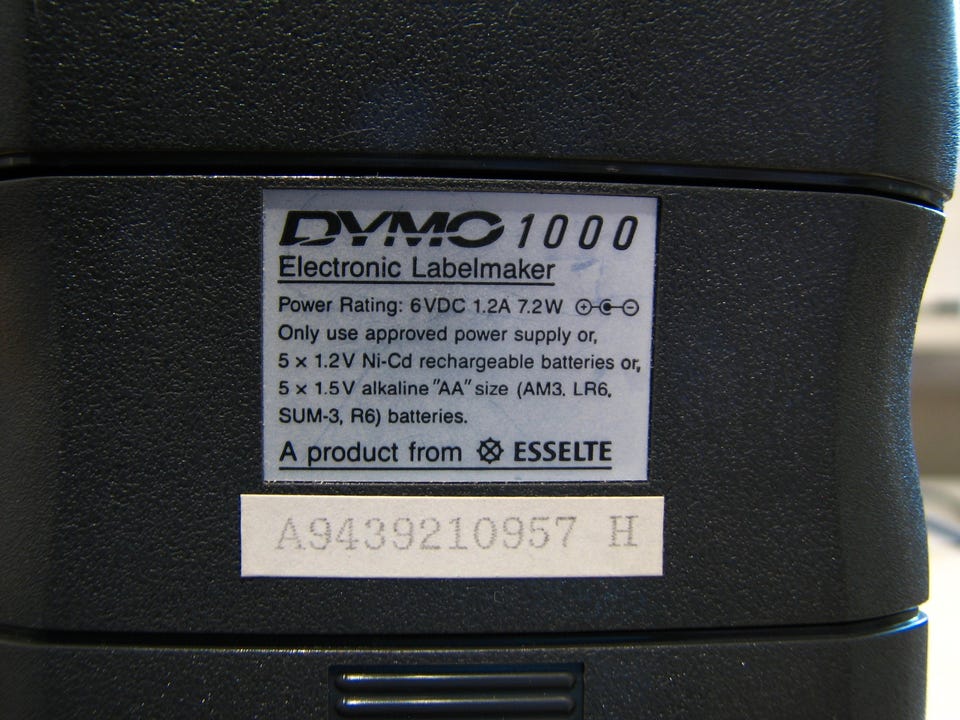 DYMO 1000
Electronic Labelmaker
Power Rating: 6VDC 1.2A 7.2W
Only use approved power supply or,
5 × 1.2V Ni-Cd rechargeable batteries or,
5 × 1.5V alkaline "AA" size (AM3, LR6,
SUM-3, R6) batteries.
A product from ESSELTE
A9439210957 H